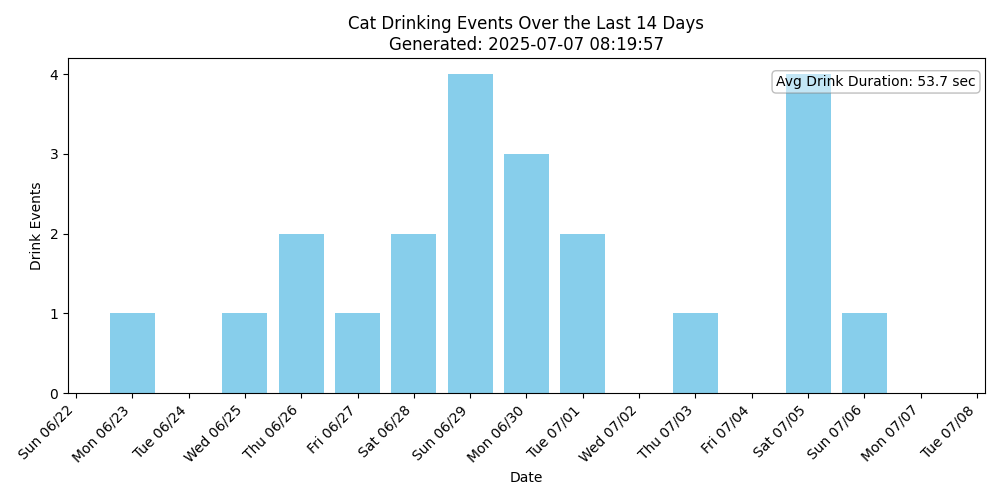 Cat Drinking Events Over the Last 14 Days
Generated: 2025-07-07 08:19:57
Avg Drink Duration: 53.7 sec
Drink Events
4
3
2
1
0
Sun 06/22
Mon 06/23
Tue 06/24
Wed 06/25
Thu 06/26
Fri 06/27
Sat 06/28
Sun 06/29
Mon 06/30
Tue 07/01
Wed 07/02
Thu 07/03
Fri 07/04
Sat 07/05
Sun 07/06
Mon 07/07
Tue 07/08
Date